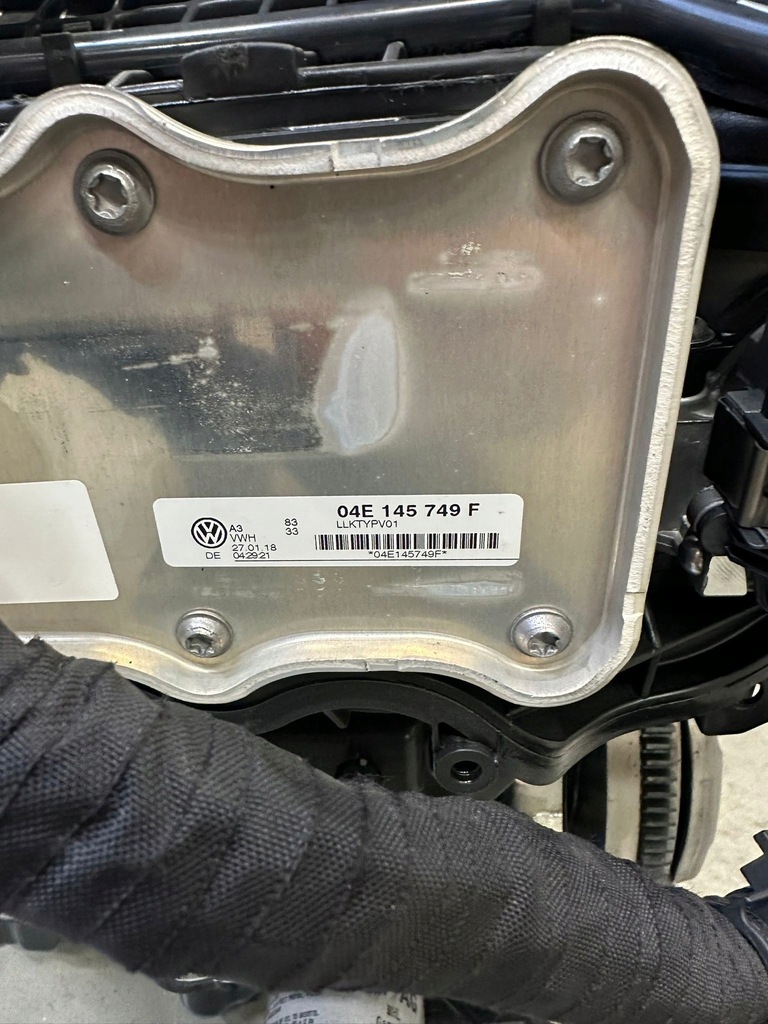 04E 145 749 F
LLKTYPV01
A3
VWH
83
33
27.01.18
DE
042921
*04E145749F*